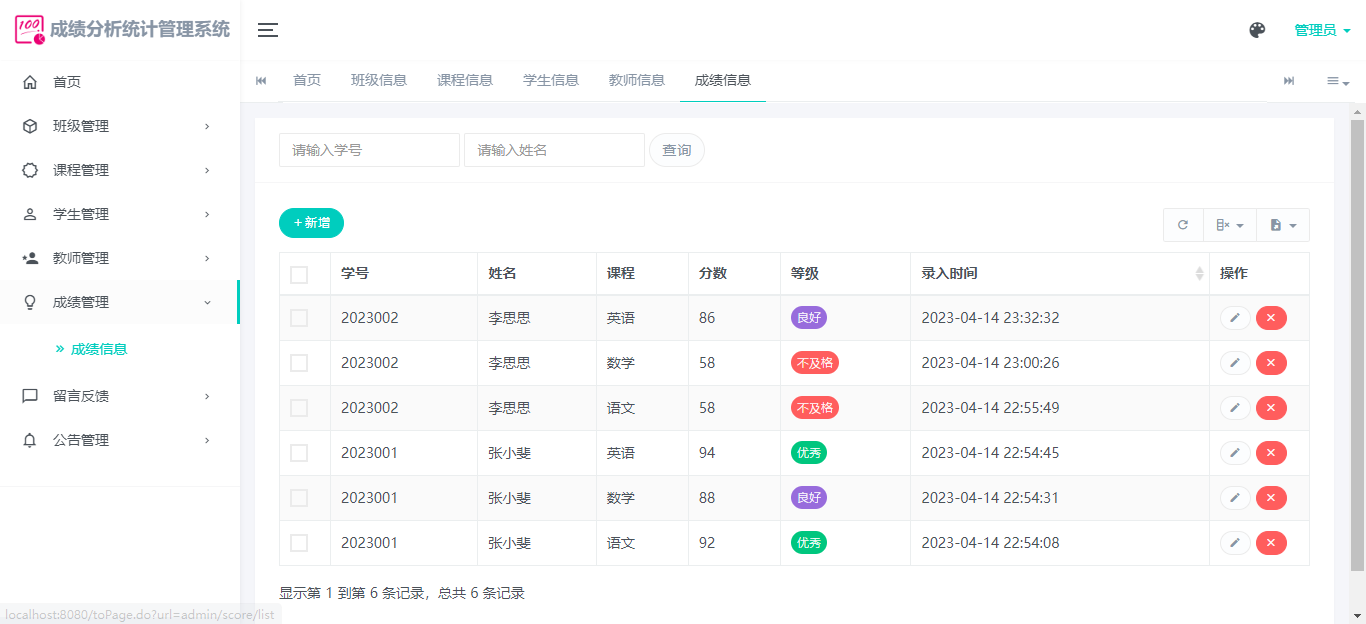 100 成绩分析统计管理系统
管理员
首页
班级管理
课程管理
学生管理
教师管理
成绩管理
成绩信息
留言反馈
公告管理
首页 班级信息 课程信息 学生信息 教师信息 成绩信息
请输入学号 请输入姓名 查询
+ 新增
学号 姓名 课程 分数 等级 录入时间 操作
2023002 李思思 英语 86 良好 2023-04-14 23:32:32
2023002 李思思 数学 58 不及格 2023-04-14 23:00:26
2023002 李思思 语文 58 不及格 2023-04-14 22:55:49
2023001 张小斐 英语 94 优秀 2023-04-14 22:54:45
2023001 张小斐 数学 88 良好 2023-04-14 22:54:31
2023001 张小斐 语文 92 优秀 2023-04-14 22:54:08
显示第 1 到第 6 条记录，总共 6 条记录
localhost:8080/toPage.do?url=admin/score/list